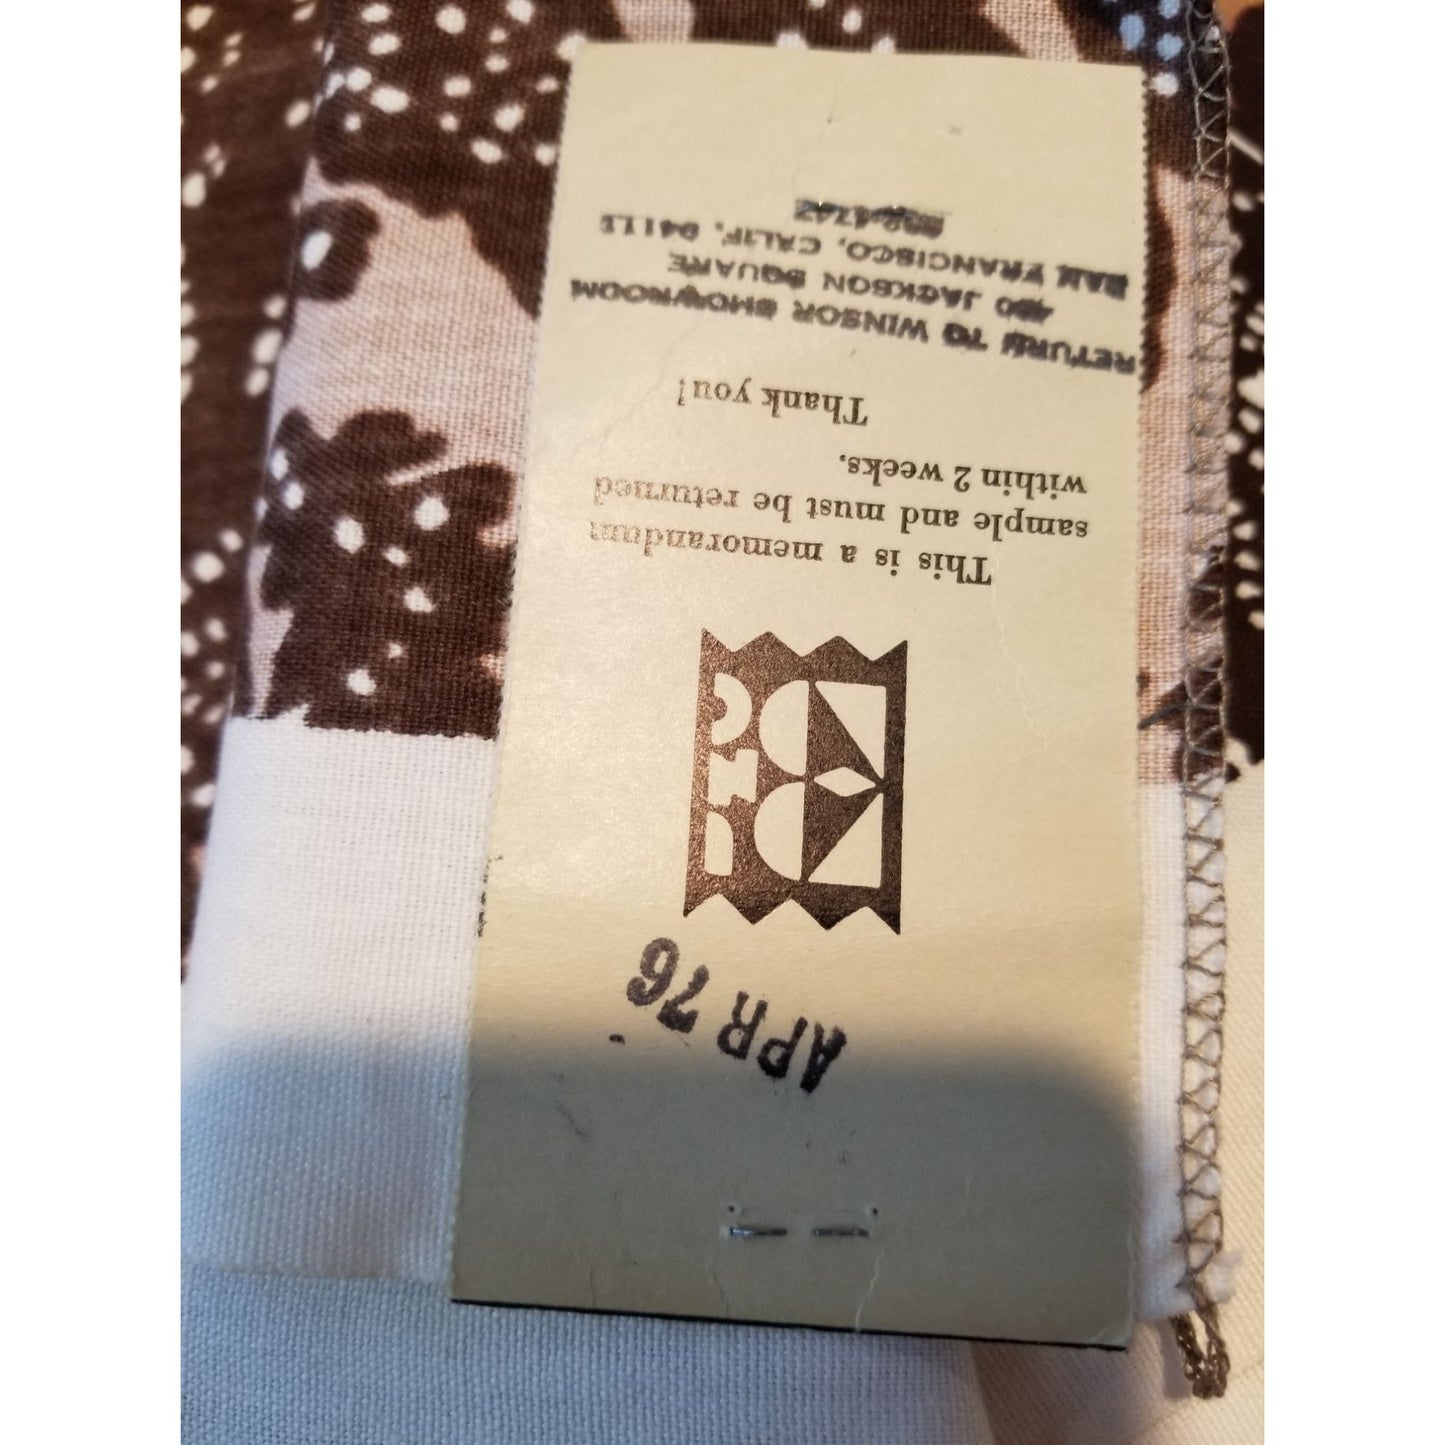 APR 76
This is a memorandum
sample and must be returned
within 2 weeks.
Thank you!
RETURN TO WINSOR SHOWROOM
JACKSON SQUARE
SAN FRANCISCO, CALIF. 94111